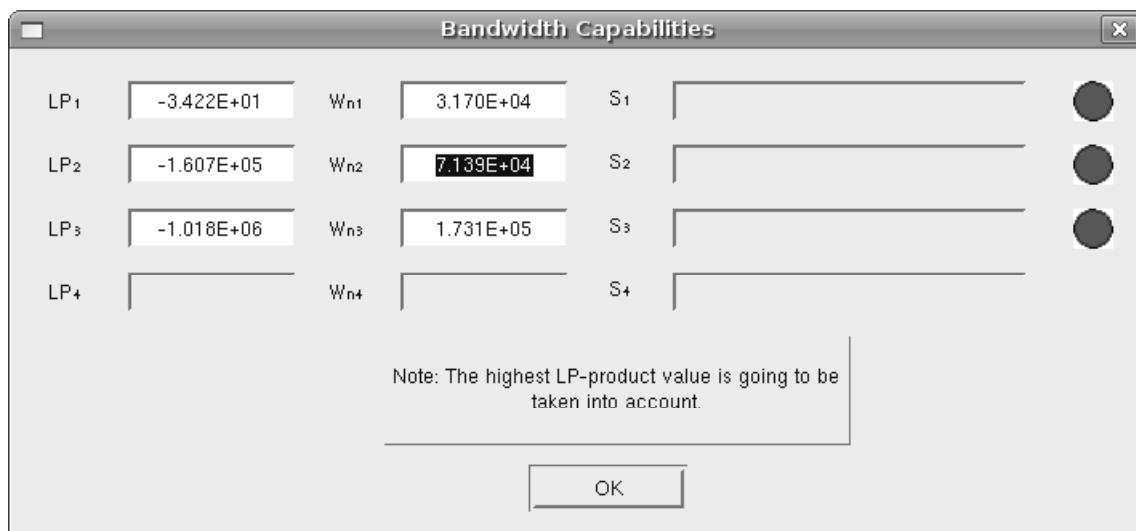 Bandwidth Capabilities
LP₁ -3.422E+01 Wn1 3.170E+04 S₁
LP₂ -1.607E+05 Wn2 7.139E+04 S₂
LP₃ -1.018E+06 Wn3 1.731E+05 S₃
LP₄ Wn4 S₄
Note: The highest LP-product value is going to be
taken into account.
OK